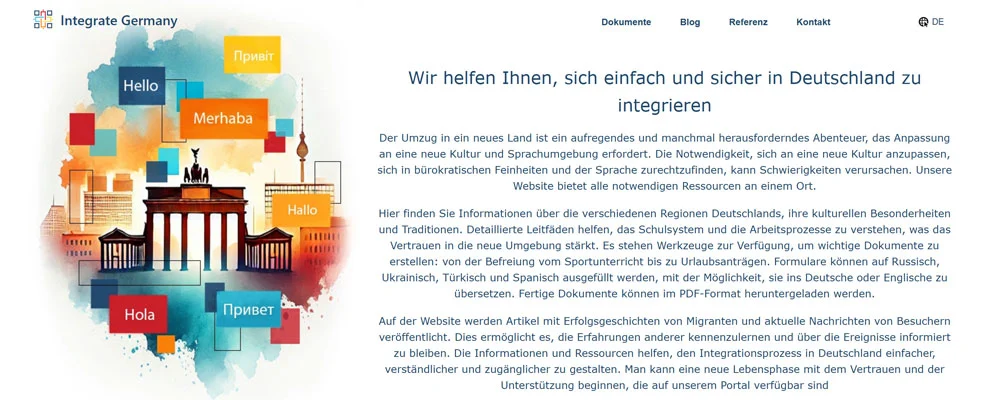 Integrate Germany
Dokumente
Blog
Referenz
Kontakt
DE
Привіт
Hello
Merhaba
Hallo
Hola
Привет
Wir helfen Ihnen, sich einfach und sicher in Deutschland zu
integrieren
Der Umzug in ein neues Land ist ein aufregendes und manchmal herausforderndes Abenteuer, das Anpassung
an eine neue Kultur und Sprachumgebung erfordert. Die Notwendigkeit, sich an eine neue Kultur anzupassen,
sich in bürokratischen Feinheiten und der Sprache zurechtzufinden, kann Schwierigkeiten verursachen. Unsere
Website bietet alle notwendigen Ressourcen an einem Ort.
Hier finden Sie Informationen über die verschiedenen Regionen Deutschlands, ihre kulturellen Besonderheiten
und Traditionen. Detaillierte Leitfäden helfen, das Schulsystem und die Arbeitsprozesse zu verstehen, was das
Vertrauen in die neue Umgebung stärkt. Es stehen Werkzeuge zur Verfügung, um wichtige Dokumente zu
erstellen: von der Befreiung vom Sportunterricht bis zu Urlaubsanträgen. Formulare können auf Russisch,
Ukrainisch, Türkisch und Spanisch ausgefüllt werden, mit der Möglichkeit, sie ins Deutsche oder Englische zu
übersetzen. Fertige Dokumente können im PDF-Format heruntergeladen werden.
Auf der Website werden Artikel mit Erfolgsgeschichten von Migranten und aktuelle Nachrichten von Besuchern
veröffentlicht. Dies ermöglicht es, die Erfahrungen anderer kennenzulernen und über die Ereignisse informiert
zu bleiben. Die Informationen und Ressourcen helfen, den Integrationsprozess in Deutschland einfacher,
verständlicher und zugänglicher zu gestalten. Man kann eine neue Lebensphase mit dem Vertrauen und der
Unterstützung beginnen, die auf unserem Portal verfügbar sind